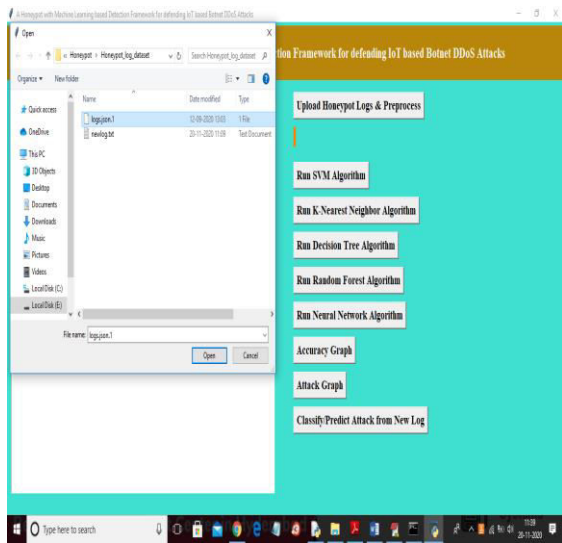 A Honeypot with Machine Learning based Detection Framework for defending IoT based Botnet DDoS Attacks
Open
tion Framework for defending IoT based Botnet DDoS Attacks
« Honeypot > Honeypot_log_dataset
Search Honeypot_log_dataset
Organize
New folder
Name
Date modified
Type
Quick access
OneDrive
This PC
3D Objects
Desktop
Documents
Downloads
Music
Pictures
Videos
Local Disk (C:)
Local Disk (E:)
logs.json.1
12-09-2020 13:03
1 File
newlog.txt
20-11-2020 11:09
Text Document
File name:
logs.json.1
Open
Cancel
Upload Honeypot Logs & Preprocess
Run SVM Algorithm
Run K-Nearest Neighbor Algorithm
Run Decision Tree Algorithm
Run Random Forest Algorithm
Run Neural Network Algorithm
Accuracy Graph
Attack Graph
Classify/Predict Attack from New Log
Type here to search
11:39
20-11-2020